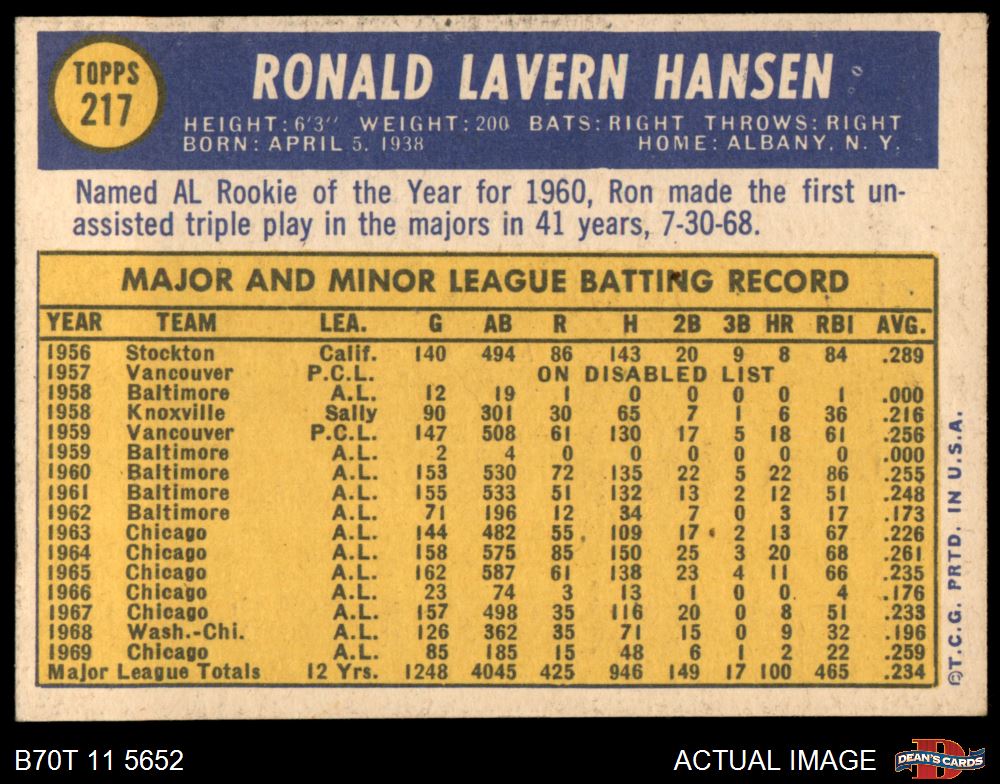 TOPPS
217
RONALD LAVERN HANSEN
HEIGHT: 6'3" WEIGHT: 200 BATS: RIGHT THROWS: RIGHT
BORN: APRIL 5, 1938 HOME: ALBANY, N. Y.
Named AL Rookie of the Year for 1960, Ron made the first un-
assisted triple play in the majors in 41 years, 7-30-68.
MAJOR AND MINOR LEAGUE BATTING RECORD
YEAR TEAM LEA. G AB R H 2B 3B HR RBI AVG.
1956 Stockton Calif. 140 494 86 143 20 9 8 84 .289
1957 Vancouver P.C.L. ON DISABLED LIST
1958 Baltimore A.L. 12 19 1 0 0 0 0 1 .000
1958 Knoxville Sally 90 301 30 65 7 1 6 36 .216
1959 Vancouver P.C.L. 147 508 61 130 17 5 18 61 .256
1959 Baltimore A.L. 2 4 0 0 0 0 0 0 .000
1960 Baltimore A.L. 153 530 72 135 22 5 22 86 .255
1961 Baltimore A.L. 155 533 51 132 13 2 12 51 .248
1962 Baltimore A.L. 71 196 12 34 7 0 3 17 .173
1963 Chicago A.L. 144 482 55 109 17 2 13 67 .226
1964 Chicago A.L. 158 575 85 150 25 3 20 68 .261
1965 Chicago A.L. 162 587 61 138 23 4 11 66 .235
1966 Chicago A.L. 23 74 3 13 1 0 0 4 .176
1967 Chicago A.L. 157 498 35 116 20 0 8 51 .233
1968 Wash.-Chi. A.L. 126 362 35 71 15 0 9 32 .196
1969 Chicago A.L. 85 185 15 48 6 1 2 22 .259
Major League Totals 12 Yrs. 1248 4045 425 946 149 17 100 465 .234
©T.C.G. PRTD. IN U.S.A.
B70T 11 5652 ACTUAL IMAGE
DEAN'S CARDS